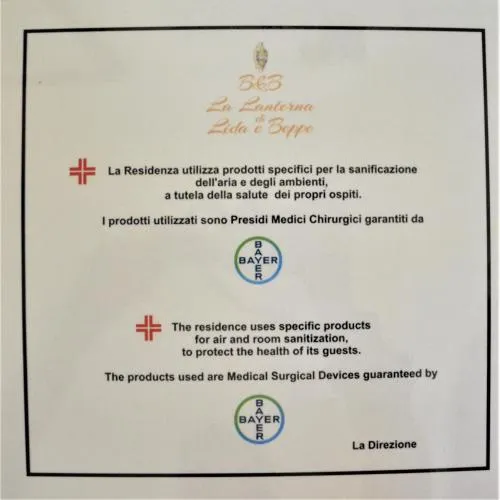 B&B
La Lanterna
di
Lida e Beppe
La Residenza utilizza prodotti specifici per la sanificazione
dell'aria e degli ambienti,
a tutela della salute dei propri ospiti.
I prodotti utilizzati sono Presidi Medici Chirurgici garantiti da
BAYER
BAYER
The residence uses specific products
for air and room sanitization,
to protect the health of its guests.
The products used are Medical Surgical Devices guaranteed by
BAYER
BAYER
La Direzione